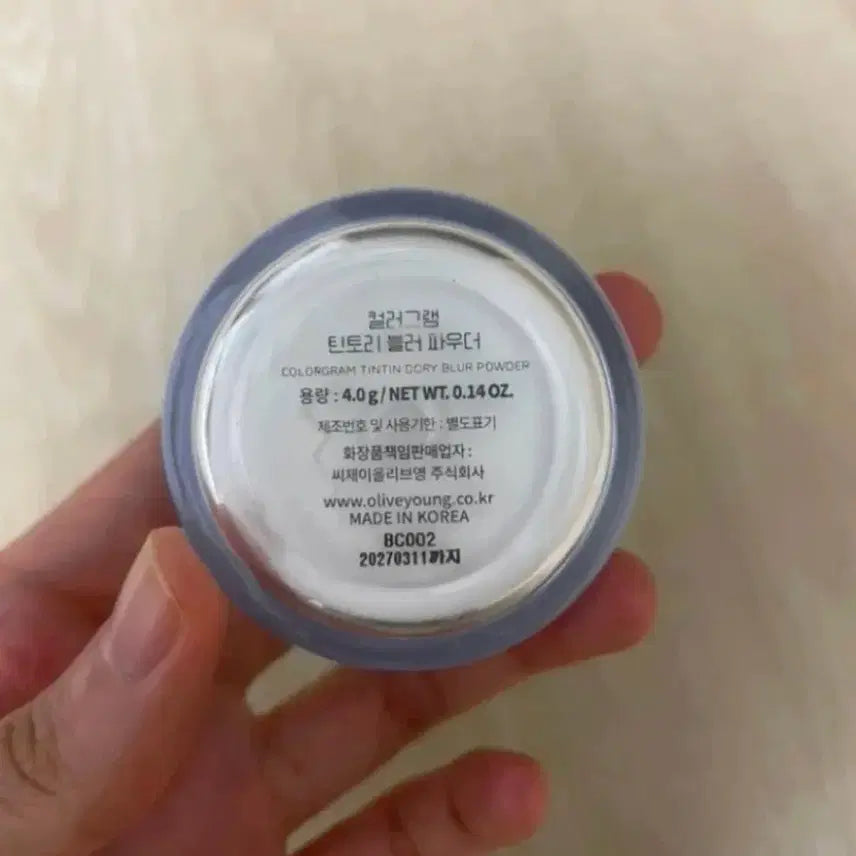 컬러그램
틴토리 블러 파우더
COLORGRAM TINTIN DORY BLUR POWDER
용량 : 4.0 g / NET WT. 0.14 OZ.
제조번호 및 사용기한 : 별도표기
화장품책임판매업자 :
씨제이올리브영 주식회사
www.oliveyoung.co.kr
MADE IN KOREA
BC002
20270311까지